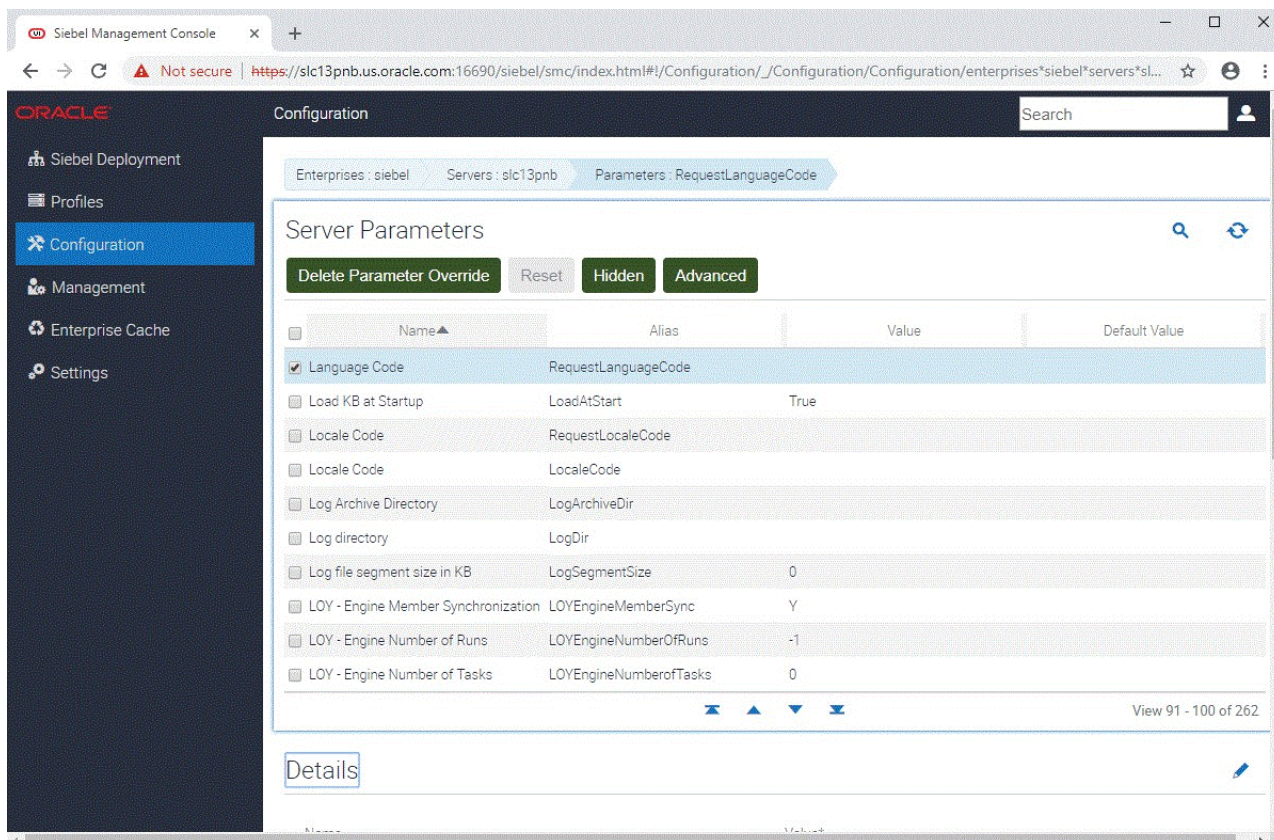 Siebel Management Console
Not secure | https://slc13pnb.us.oracle.com:16690/siebel/smc/index.html#!/Configuration/_/Configuration/Configuration/enterprises*siebel*servers*sl...
ORACLE
Configuration
Search
Siebel Deployment
Profiles
Configuration
Management
Enterprise Cache
Settings
Enterprises : siebel
Servers : slc13pnb
Parameters : RequestLanguageCode
Server Parameters
Delete Parameter Override Reset Hidden Advanced
Name Alias Value Default Value
Language Code RequestLanguageCode
Load KB at Startup LoadAtStart True
Locale Code RequestLocaleCode
Locale Code LocaleCode
Log Archive Directory LogArchiveDir
Log directory LogDir
Log file segment size in KB LogSegmentSize 0
LOY - Engine Member Synchronization LOYEngineMemberSync Y
LOY - Engine Number of Runs LOYEngineNumberOfRuns -1
LOY - Engine Number of Tasks LOYEngineNumberofTasks 0
View 91 - 100 of 262
Details